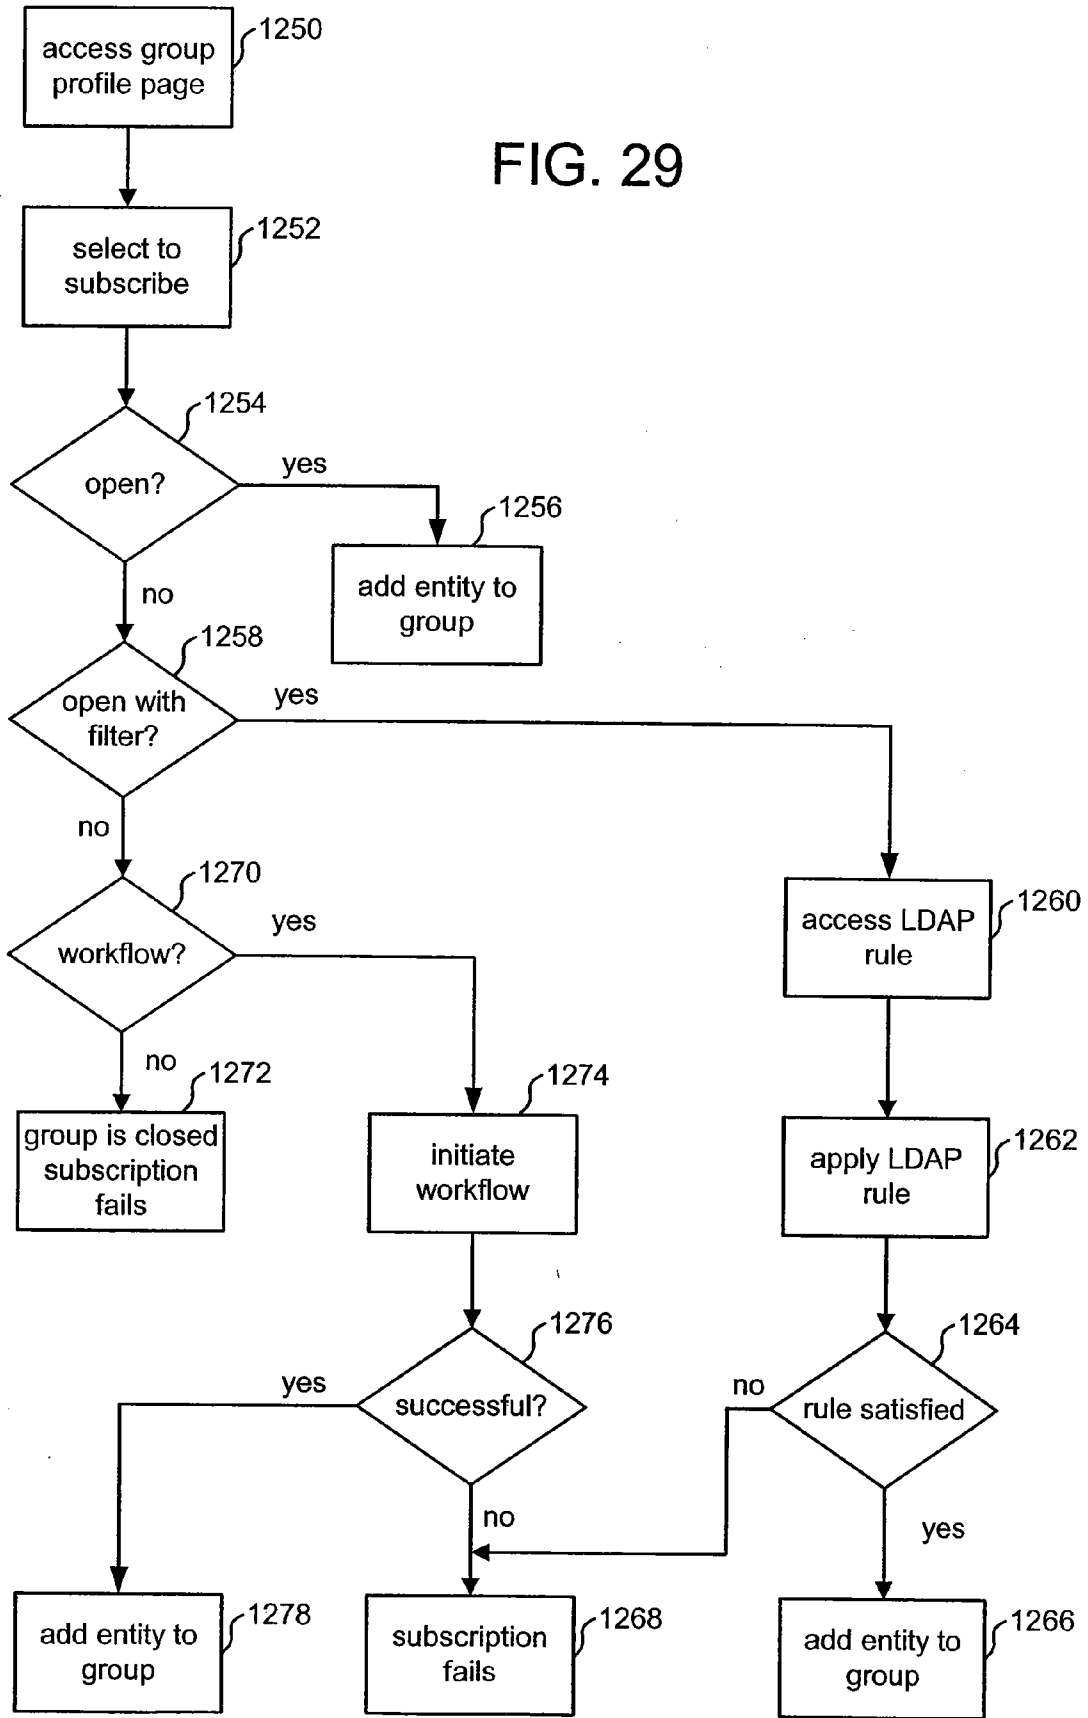 1250
access group
profile page
FIG. 29
1252
select to
subscribe
1254
open?
yes
1256
add entity to
group
no
1258
open with
filter?
yes
no
1270
workflow?
yes
1260
access LDAP
rule
no
1272
group is closed
subscription
fails
1274
initiate
workflow
1262
apply LDAP
rule
1276
successful?
yes
no
1264
rule satisfied
no
yes
1278
add entity to
group
1268
subscription
fails
1266
add entity to
group